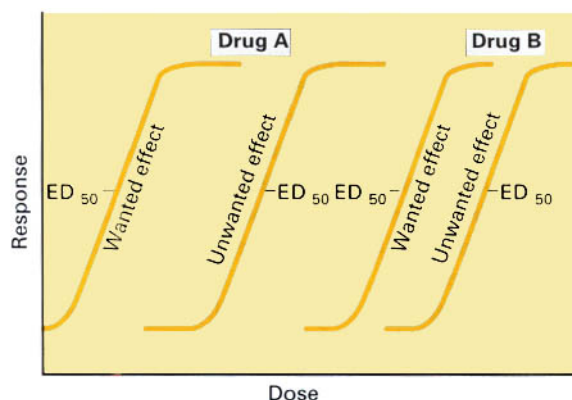 Drug A
Drug B
Response
ED 50
Wanted effect
Unwanted effect
ED 50
ED 50
Wanted effect
Unwanted effect
ED 50
Dose